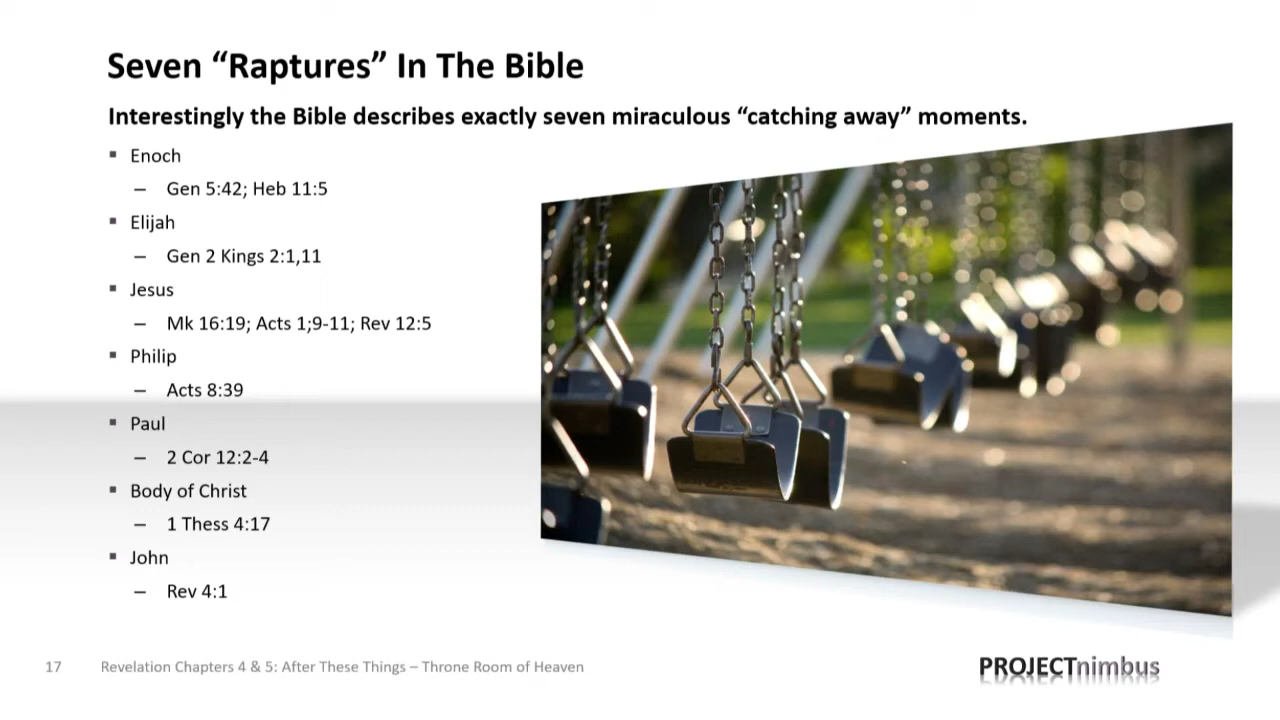 Seven “Raptures” In The Bible
Interestingly the Bible describes exactly seven miraculous “catching away” moments.
▪ Enoch
– Gen 5:42; Heb 11:5
▪ Elijah
– Gen 2 Kings 2:1,11
▪ Jesus
– Mk 16:19; Acts 1;9-11; Rev 12:5
▪ Philip
– Acts 8:39
▪ Paul
– 2 Cor 12:2-4
▪ Body of Christ
– 1 Thess 4:17
▪ John
– Rev 4:1
17 Revelation Chapters 4 & 5: After These Things – Throne Room of Heaven
PROJECTnimbus